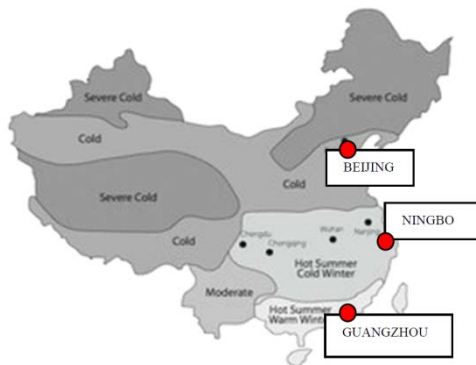 Severe Cold
Severe Cold
Cold
BEIJING
Severe Cold
Cold
NINGBO
Cold
Nanjing
Wuhan
Chengdu
Chongqing
Hot Summer
Cold Winter
Moderate
Hot Summer
Warm Winter
GUANGZHOU